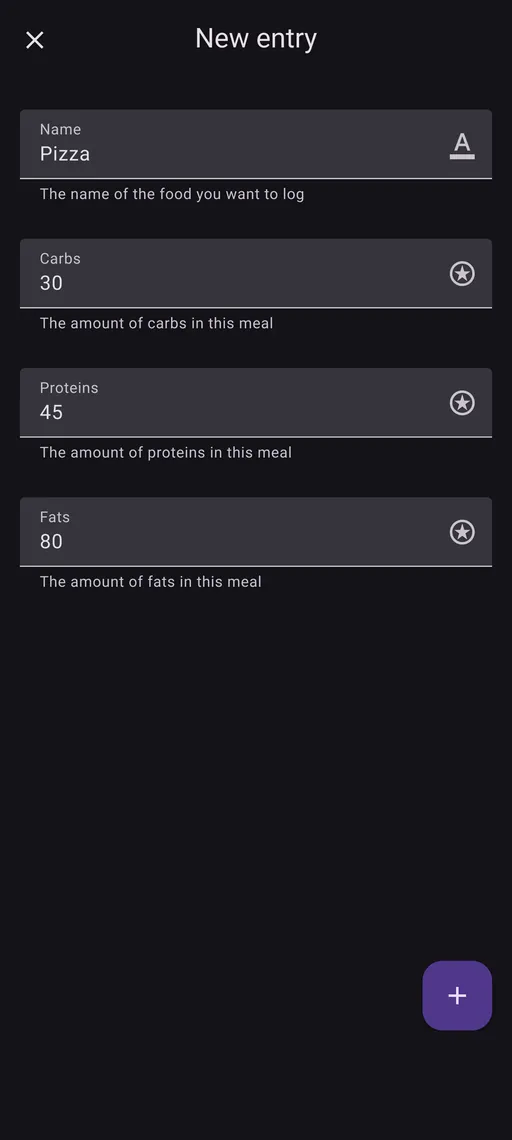 New entry
Name
Pizza
A
The name of the food you want to log
Carbs
30
The amount of carbs in this meal
Proteins
45
The amount of proteins in this meal
Fats
80
The amount of fats in this meal